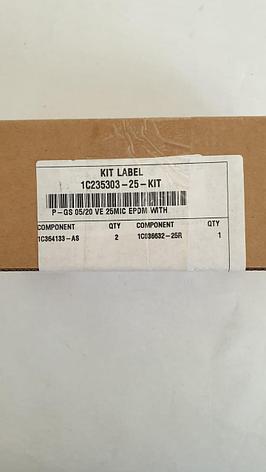 KIT LABEL
1C235303-25-KIT
P-GS 05/20 VE 25MIC EPDM WITH
COMPONENT QTY COMPONENT QTY
1C364133-AS 2 1C036632-25R 1